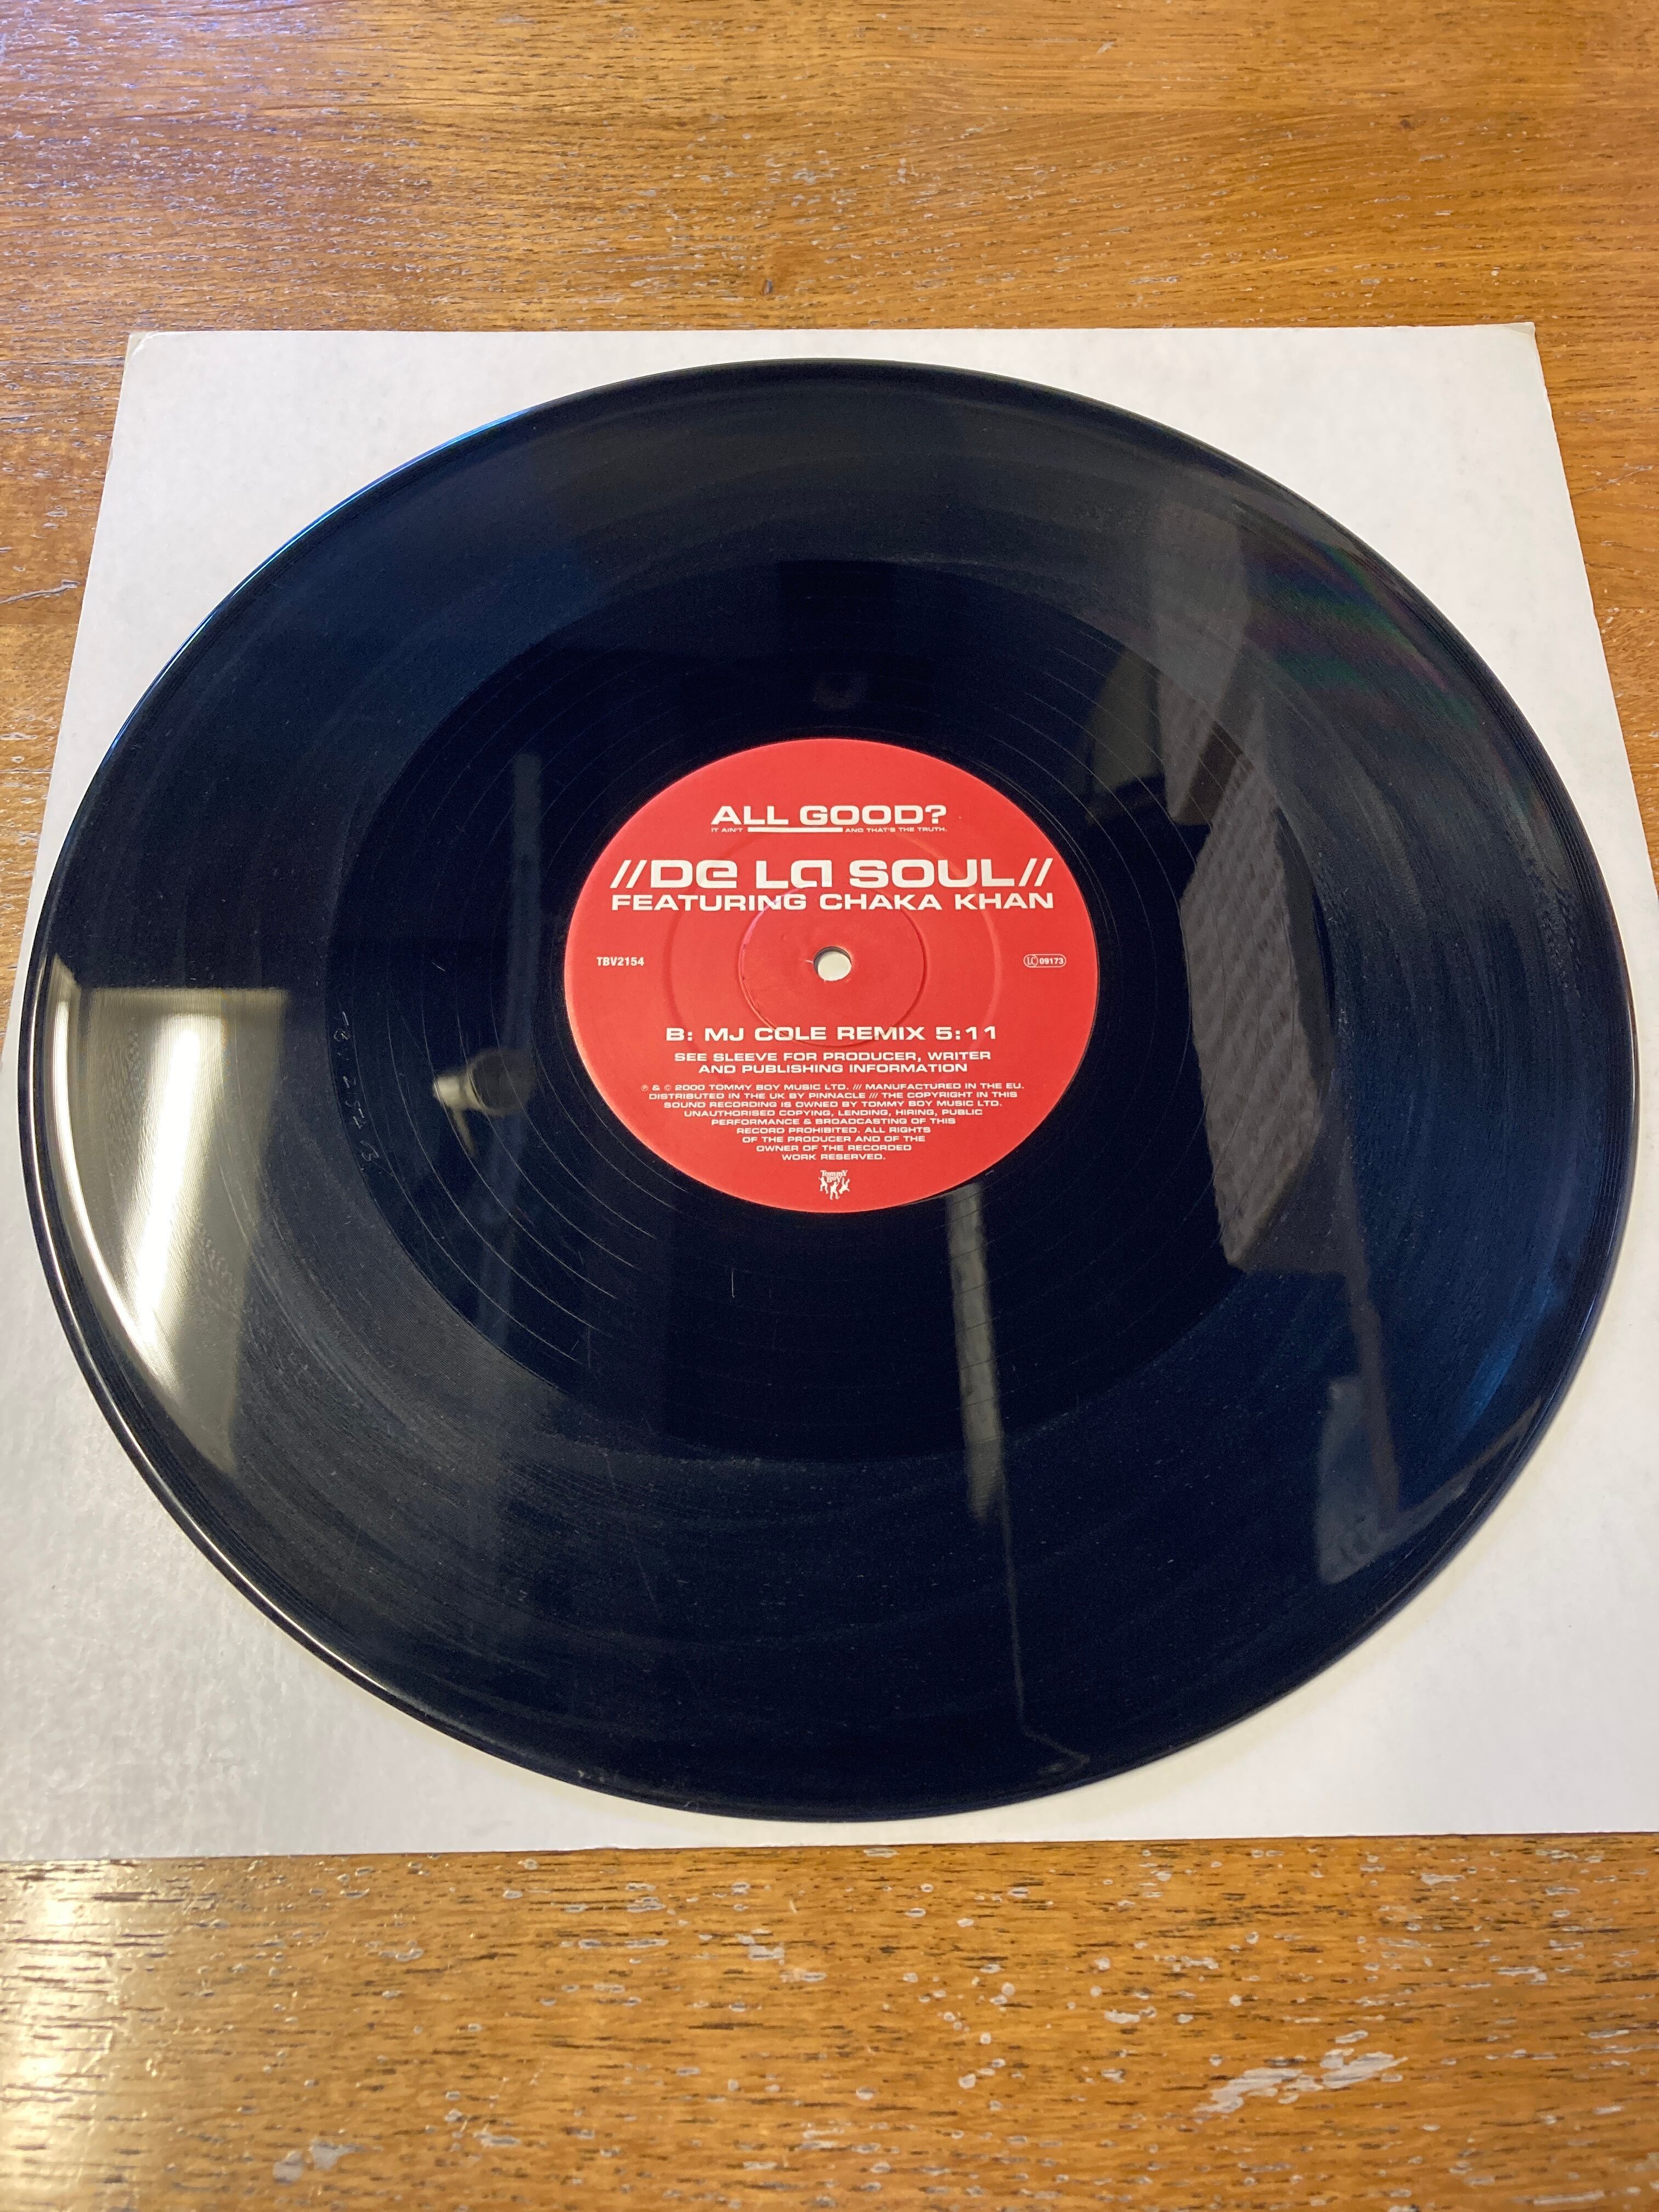 ALL GOOD?
IT AIN'T AND THAT'S THE TRUTH.
//De La SOUL//
FEATURING CHAKA KHAN
TBV2154
LC 09173
B: MJ COLE REMIX 5:11
SEE SLEEVE FOR PRODUCER, WRITER
AND PUBLISHING INFORMATION
℗ & © 2000 TOMMY BOY MUSIC LTD. /// MANUFACTURED IN THE EU.
DISTRIBUTED IN THE UK BY PINNACLE /// THE COPYRIGHT IN THIS
SOUND RECORDING IS OWNED BY TOMMY BOY MUSIC LTD.
UNAUTHORISED COPYING, LENDING, HIRING, PUBLIC
PERFORMANCE & BROADCASTING OF THIS
RECORD PROHIBITED. ALL RIGHTS
OF THE PRODUCER AND OF THE
OWNER OF THE RECORDED
WORK RESERVED.
Tommy
Boy